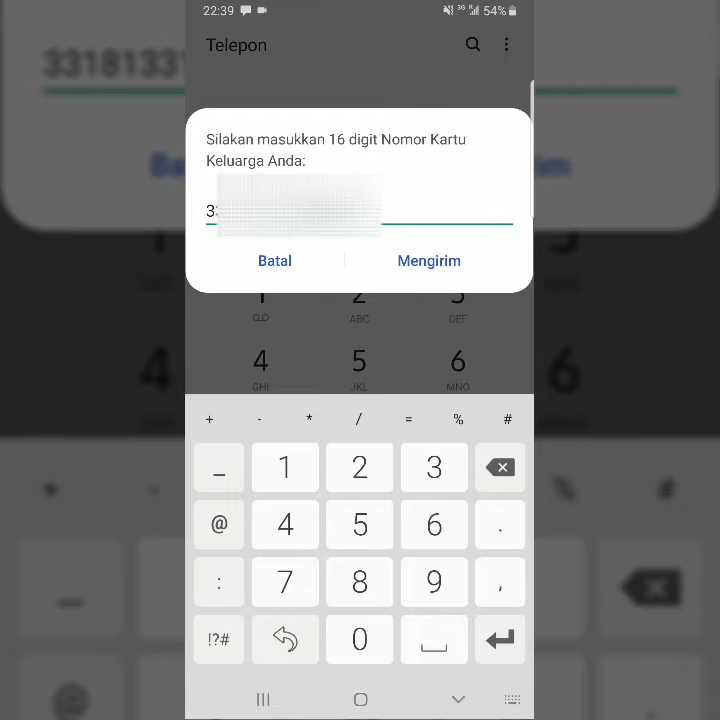 22:39
3G R 54%
Telepon
Silakan masukkan 16 digit Nomor Kartu
Keluarga Anda:
33
Batal Mengirim
1 2 3
ABC DEF
4 5 6
GHI JKL MNO
+ - * / = % #
_ 1 2 3
@ 4 5 6 .
: 7 8 9 ,
!?# 0